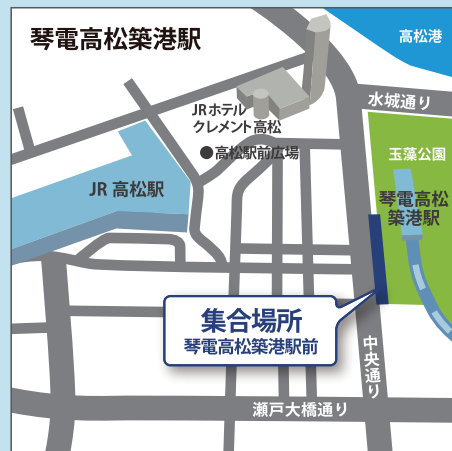 琴電高松築港駅
高松港
水城通り
JRホテル
クレメント高松
●高松駅前広場
玉藻公園
JR 高松駅
琴電高松
築港駅
集合場所
琴電高松築港駅前
中央通り
瀬戸大橋通り